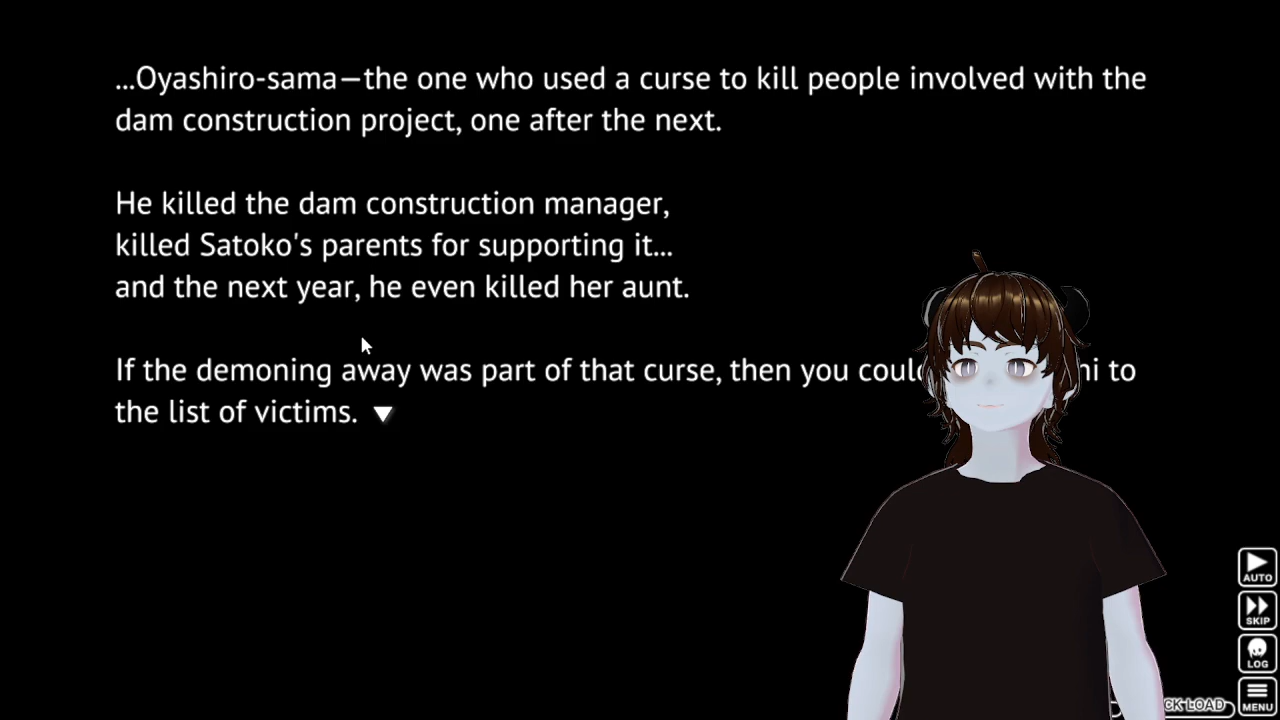 ...Oyashiro-sama—the one who used a curse to kill people involved with the
dam construction project, one after the next.
He killed the dam construction manager,
killed Satoko's parents for supporting it...
and the next year, he even killed her aunt.
If the demoning away was part of that curse, then you to
the list of victims.
AUTO
SKIP
LOG
LOAD
MENU